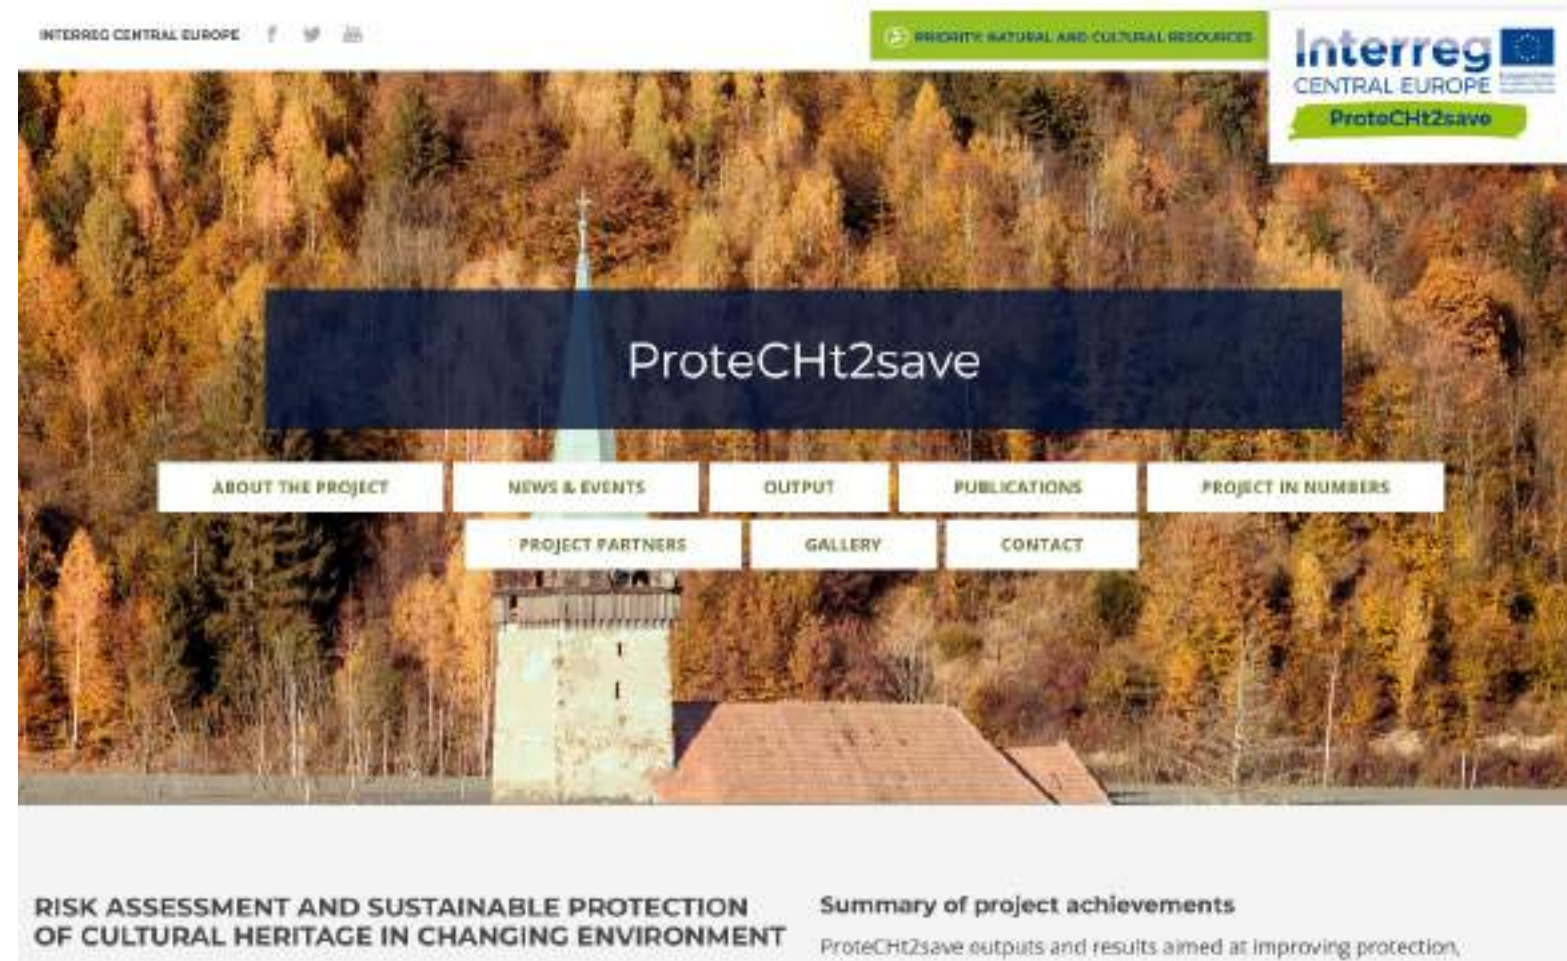 INTERREG CENTRAL EUROPE
PRIORITY: NATURAL AND CULTURAL RESOURCES
Interreg
CENTRAL EUROPE
ProteCHt2save
ProteCHt2save
ABOUT THE PROJECT
NEWS & EVENTS
OUTPUT
PUBLICATIONS
PROJECT IN NUMBERS
PROJECT PARTNERS
GALLERY
CONTACT
RISK ASSESSMENT AND SUSTAINABLE PROTECTION
OF CULTURAL HERITAGE IN CHANGING ENVIRONMENT
Summary of project achievements
ProteCHt2save outputs and results aimed at improving protection,